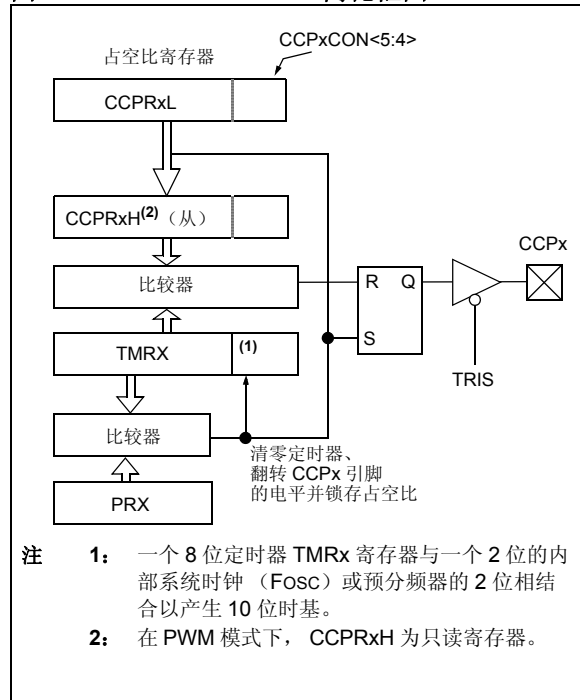 CCPxCON<5:4>
占空比寄存器
CCPRxL
CCPRxH(2)（从）
CCPx
比较器
R Q
TMRX (1)
S
TRIS
比较器
清零定时器、
翻转 CCPx 引脚
的电平并锁存占空比
PRX
注 1： 一个 8 位定时器 TMRx 寄存器与一个 2 位的内
部系统时钟 （FOSC）或预分频器的 2 位相结
合以产生 10 位时基。
2： 在 PWM 模式下， CCPRxH 为只读寄存器。